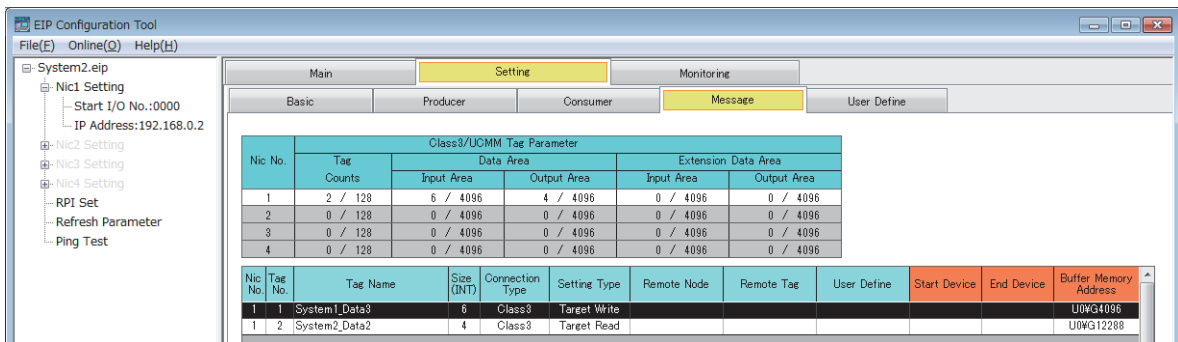 EIP Configuration Tool
File(F) Online(O) Help(H)
System2.eip
Nic1 Setting
Start I/O No.:0000
IP Address:192.168.0.2
Nic2 Setting
Nic3 Setting
Nic4 Setting
RPI Set
Refresh Parameter
Ping Test
Main Setting Monitoring
Basic Producer Consumer Message User Define
Class3/UCMM Tag Parameter
Nic No. Tag Counts Data Area Extension Data Area
Input Area Output Area Input Area Output Area
1 2 / 128 6 / 4096 4 / 4096 0 / 4096 0 / 4096
2 0 / 128 0 / 4096 0 / 4096 0 / 4096 0 / 4096
3 0 / 128 0 / 4096 0 / 4096 0 / 4096 0 / 4096
4 0 / 128 0 / 4096 0 / 4096 0 / 4096 0 / 4096
Nic No. Tag No. Tag Name Size (INT) Connection Type Setting Type Remote Node Remote Tag User Define Start Device End Device Buffer Memory Address
1 1 System1_Data3 6 Class3 Target Write U0¥G4096
1 2 System2_Data2 4 Class3 Target Read U0¥G12288